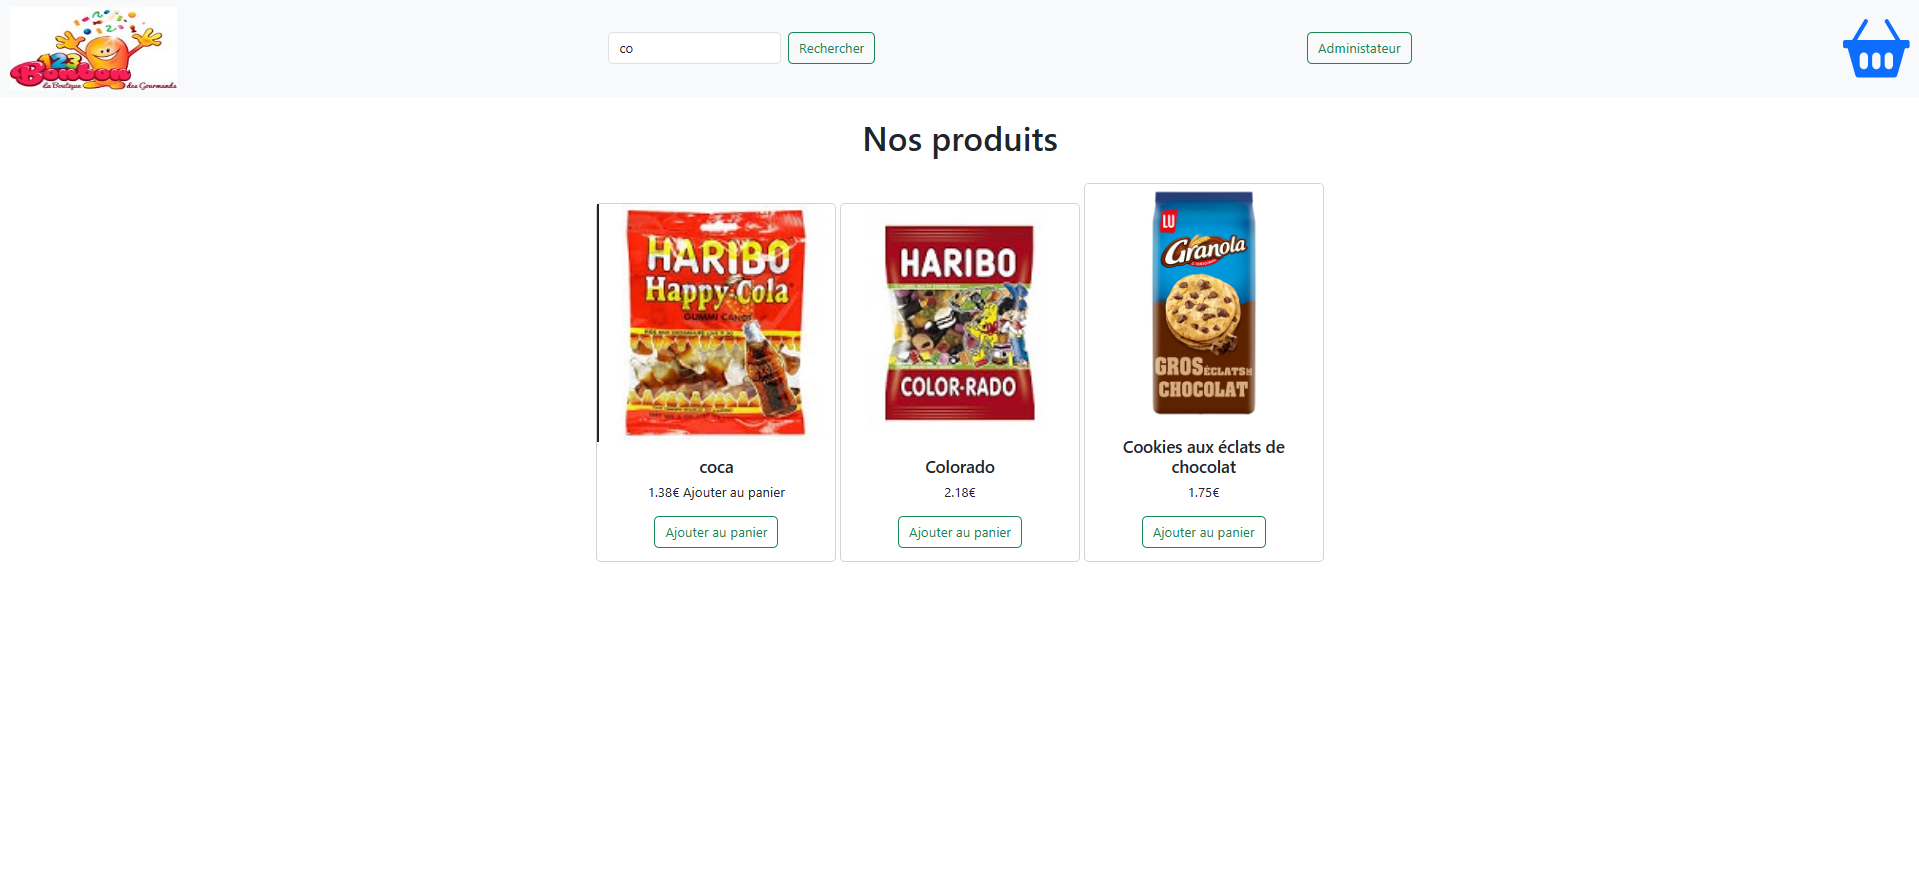 123
Bonbon
La Boutique des Gourmands
co
Rechercher
Administateur
Nos produits
HARIBO
Happy-Cola
GUMMI CANDY
coca
1.38€ Ajouter au panier
Ajouter au panier
HARIBO
COLOR-RADO
Colorado
2.18€
Ajouter au panier
LU
Granola
GROS ÉCLATS DE
CHOCOLAT
Cookies aux éclats de
chocolat
1.75€
Ajouter au panier